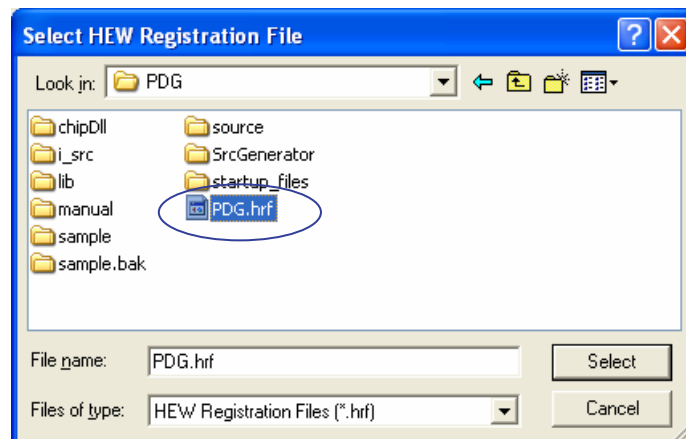 Select HEW Registration File
Look in: PDG
chipDll source
i_src SrcGenerator
lib startup_files
manual PDG.hrf
sample
sample.bak
File name: PDG.hrf Select
Files of type: HEW Registration Files (*.hrf) Cancel